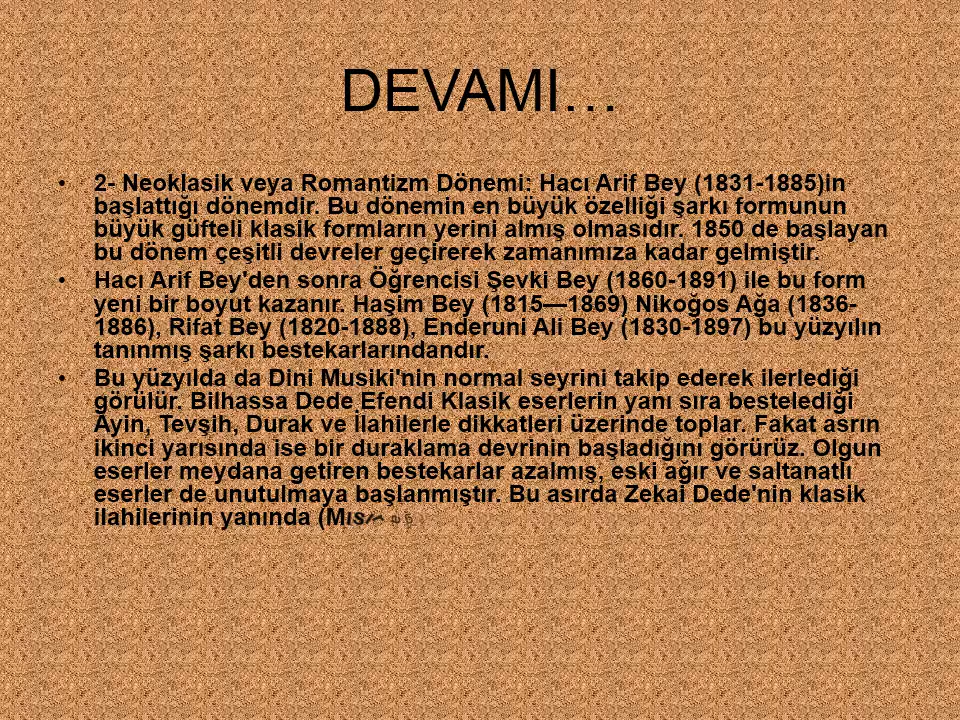 DEVAMI…
• 2- Neoklasik veya Romantizm Dönemi: Hacı Arif Bey (1831-1885)in
başlattığı dönemdir. Bu dönemin en büyük özelliği şarkı formunun
büyük güfteli klasik formların yerini almış olmasıdır. 1850 de başlayan
bu dönem çeşitli devreler geçirerek zamanımıza kadar gelmiştir.
• Hacı Arif Bey'den sonra Öğrencisi Şevki Bey (1860-1891) ile bu form
yeni bir boyut kazanır. Haşim Bey (1815—1869) Nikoğos Ağa (1836-
1886), Rifat Bey (1820-1888), Enderuni Ali Bey (1830-1897) bu yüzyılın
tanınmış şarkı bestekarlarındandır.
• Bu yüzyılda da Dini Musiki'nin normal seyrini takip ederek ilerlediği
görülür. Bilhassa Dede Efendi Klasik eserlerin yanı sıra bestelediği
Ayin, Tevşih, Durak ve İlahilerle dikkatleri üzerinde toplar. Fakat asrın
ikinci yarısında ise bir duraklama devrinin başladığını görürüz. Olgun
eserler meydana getiren bestekarlar azalmış, eski ağır ve saltanatlı
eserler de unutulmaya başlanmıştır. Bu asırda Zekai Dede'nin klasik
ilahilerinin yanında